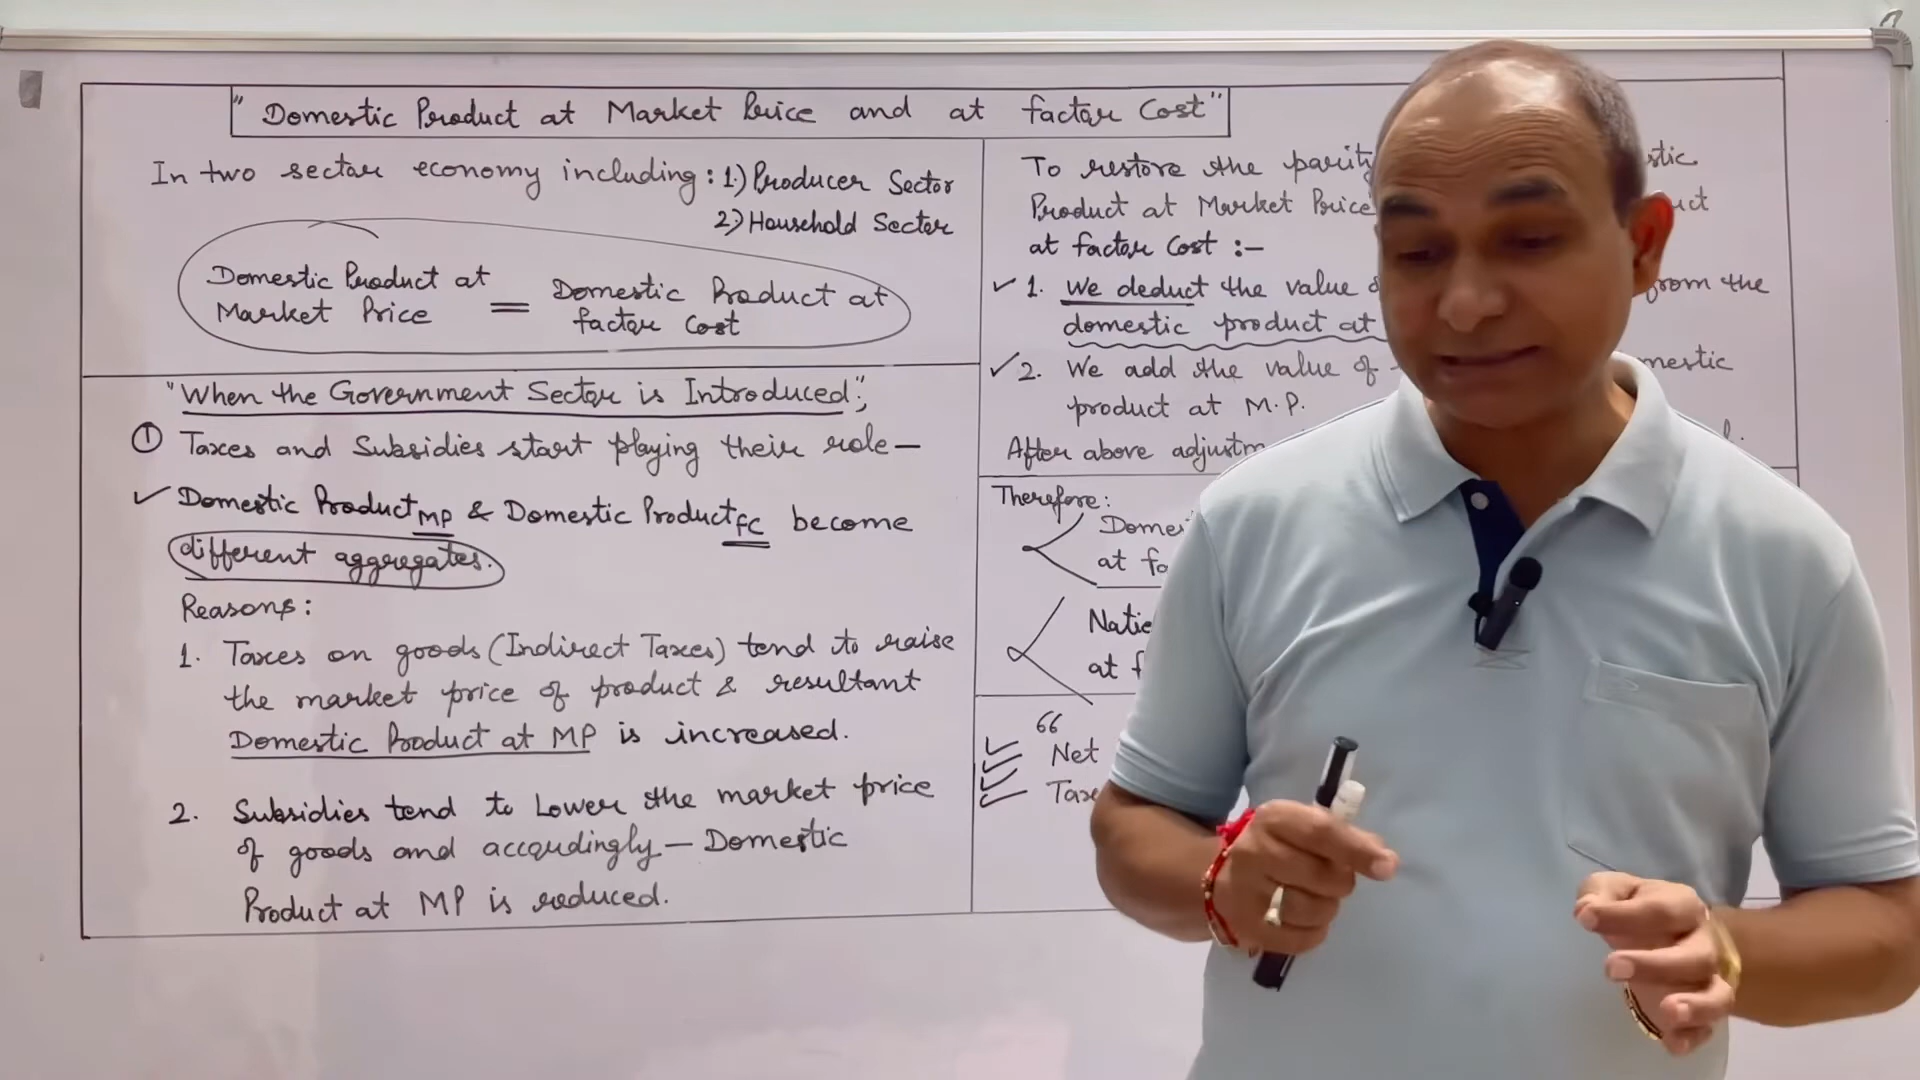 "Domestic Product at Market Price and at factor Cost"
In two sector economy including: 1.) Producer Sector
2.) Household Sector
Domestic Product at Market Price = Domestic Product at factor Cost
"When the Government Sector is Introduced",
① Taxes and Subsidies start playing their role—
✓ Domestic Product MP & Domestic Product FC become
different aggregates.
Reasons:
1. Taxes on goods (Indirect Taxes) tend to raise
the market price of product & resultant
Domestic Product at MP is increased.
2. Subsidies tend to Lower the market price
of goods and accordingly — Domestic
Product at MP is reduced.
To restore the parity
Product at Market Price
at factor Cost :—
✓ 1. We deduct the value from the
domestic product at
✓ 2. We add the value of
product at M.P.
After above
Therefore:
at
at
66
Net